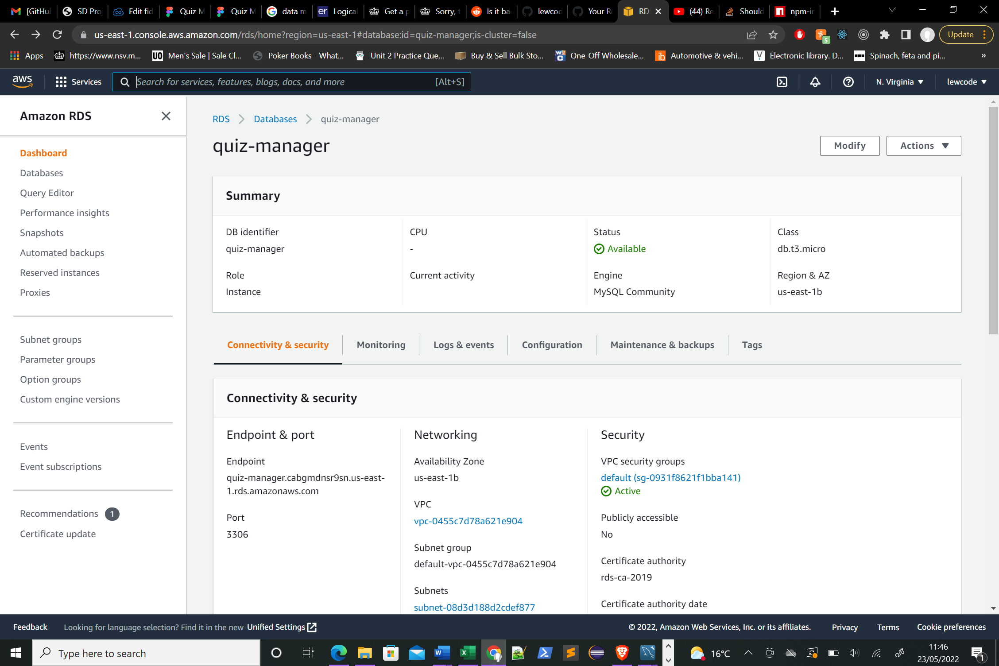 [GitHu
SD Pro
Edit fid
Quiz M
Quiz M
data m
er
Logical
Get a p
Sorry, t
Is it ba
lewcod
Your Re
RD
(44) Re
Should
npm-ir
us-east-1.console.aws.amazon.com/rds/home?region=us-east-1#database:id=quiz-manager;is-cluster=false
5
Update
Apps
https://www.nsv.m...
UO
Men's Sale | Sale Cl...
Poker Books - What...
Unit 2 Practice Que...
Buy & Sell Bulk Sto...
One-Off Wholesale...
ib
Automotive & vehi...
Electronic library. D...
Spinach, feta and pi...
»
aws
Services
Search for services, features, blogs, docs, and more
[Alt+S]
N. Virginia
lewcode
Amazon RDS
Dashboard
Databases
Query Editor
Performance insights
Snapshots
Automated backups
Reserved instances
Proxies
Subnet groups
Parameter groups
Option groups
Custom engine versions
Events
Event subscriptions
Recommendations 1
Certificate update
RDS
Databases
quiz-manager
quiz-manager
Modify
Actions
Summary
DB identifier
quiz-manager
CPU
-
Status
Available
Class
db.t3.micro
Role
Instance
Current activity
Engine
MySQL Community
Region & AZ
us-east-1b
Connectivity & security
Monitoring
Logs & events
Configuration
Maintenance & backups
Tags
Connectivity & security
Endpoint & port
Endpoint
quiz-manager.cabgmdnsr9sn.us-east-
1.rds.amazonaws.com
Port
3306
Networking
Availability Zone
us-east-1b
VPC
vpc-0455c7d78a621e904
Subnet group
default-vpc-0455c7d78a621e904
Subnets
subnet-08d3d188d2cdef877
Security
VPC security groups
default (sg-0931f8621f1bba141)
Active
Publicly accessible
No
Certificate authority
rds-ca-2019
Certificate authority date
Feedback
Looking for language selection? Find it in the new Unified Settings
© 2022, Amazon Web Services, Inc. or its affiliates.
Privacy
Terms
Cookie preferences
Type here to search
16°C
11:46
23/05/2022
1